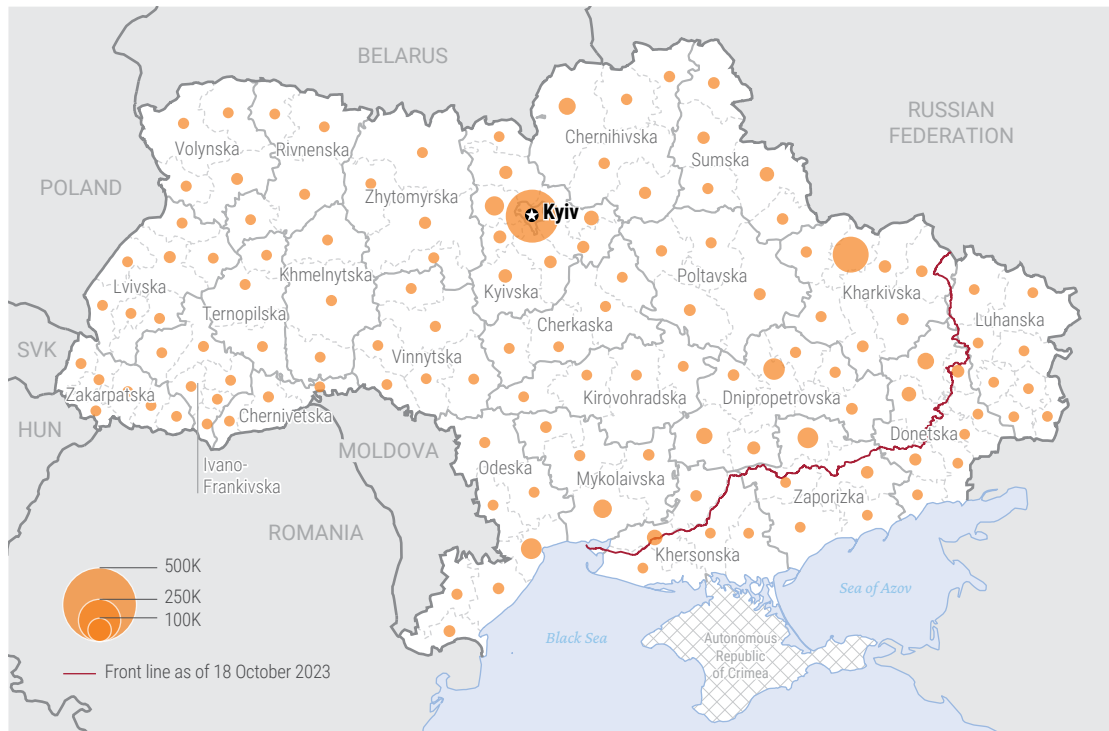 BELARUS
RUSSIAN
FEDERATION
Chernihivska
Volynska
Rivnenska
Sumska
POLAND
Zhytomyrska
Kyiv
Khmelnytska
Poltavska
Lvivska
Kyivska
Kharkivska
Ternopilska
Cherkaska
Luhanska
SVK
Vinnytska
Zakarpatska
Kirovohradska
Dnipropetrovska
Chernivetska
HUN
Donetska
MOLDOVA
Ivano-
Frankivska
Odeska
Mykolaivska
Zaporizka
ROMANIA
Khersonska
500K
250K
100K
Sea of Azov
Black Sea
Autonomous
Republic
of Crimea
Front line as of 18 October 2023